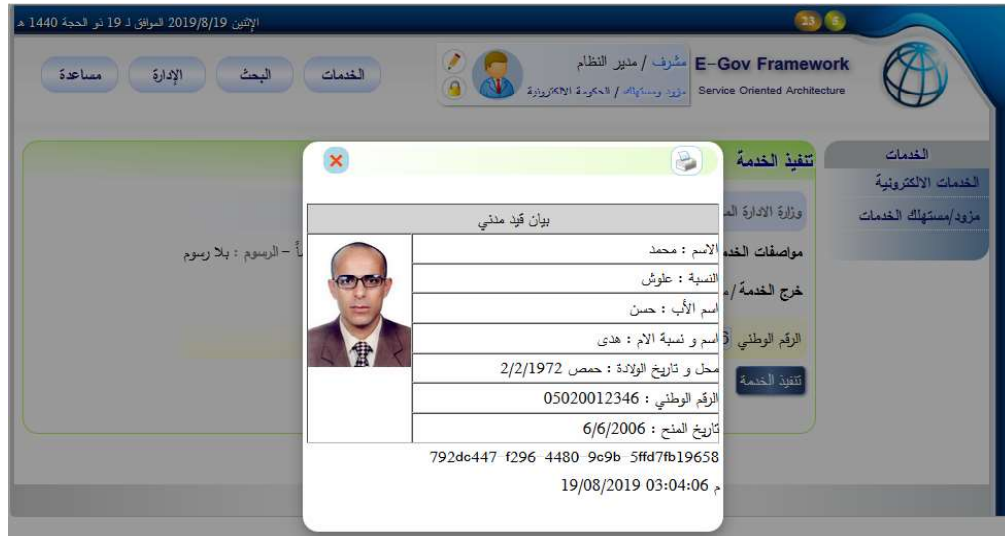 الإثنين 2019/8/19 الموافق لـ 19 ذو الحجة 1440 هـ
23 5
E-Gov Framework
Service Oriented Architecture
مشرف / مدير النظام
مزود ومستهلك / الحكومة الالكترونية
الخدمات
البحث
الإدارة
مساعدة
الخدمات
الخدمات الالكترونية
مزود/مستهلك الخدمات
تنفيذ الخدمة
وزارة الادارة
مواصفات
الرسوم : بلا رسوم
خرج الخدمة /
الرقم الوطني
تنفيذ الخدمة
بيان قيد مدني
الاسم : محمد
النسبة : علوش
اسم الأب : حسن
اسم و نسبة الام : هدى
محل و تاريخ الولادة : حمص 2/2/1972
الرقم الوطني : 05020012346
تاريخ المنح : 6/6/2006
792dc447 f296 4480 9c9b 5ffd7fb19658
19/08/2019 03:04:06 م